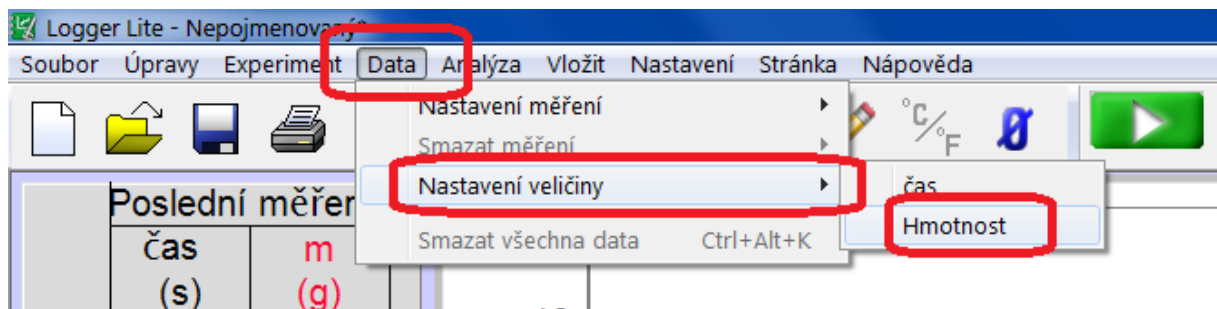 Logger Lite - Nepojmenovaný*
Soubor Úpravy Experiment Data Analýza Vložit Nastavení Stránka Nápověda
Nastavení měření
°C/°F
Smazat měření
Nastavení veličiny
čas
Hmotnost
Smazat všechna data Ctrl+Alt+K
Poslední měřer
čas m
(s) (g)